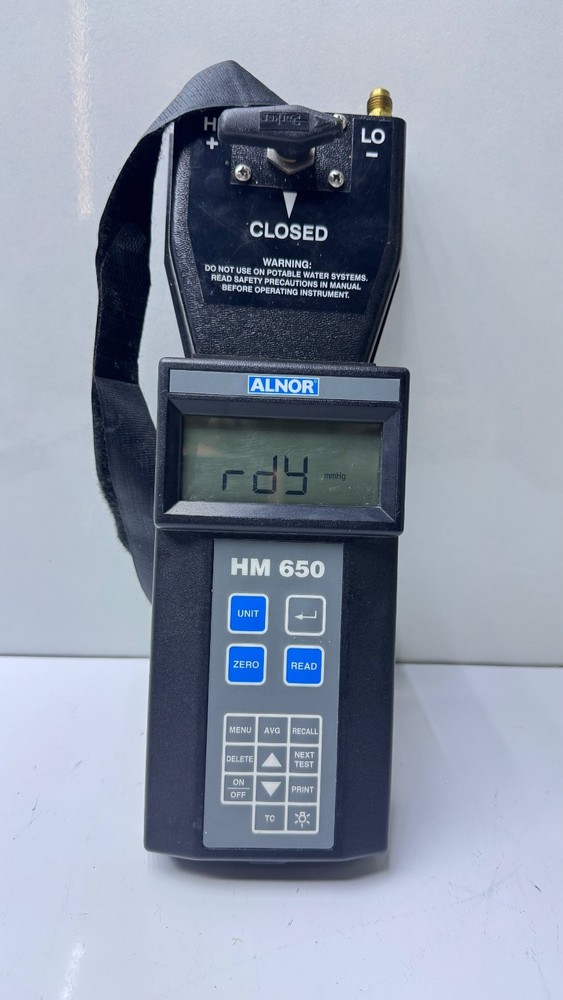 HI
LO
+
-
CLOSED
WARNING:
DO NOT USE ON POTABLE WATER SYSTEMS.
READ SAFETY PRECAUTIONS IN MANUAL
BEFORE OPERATING INSTRUMENT.
ALNOR
rdy mmHg
HM 650
UNIT
ZERO READ
MENU AVG RECALL
DELETE NEXT TEST
ON/OFF PRINT
TC